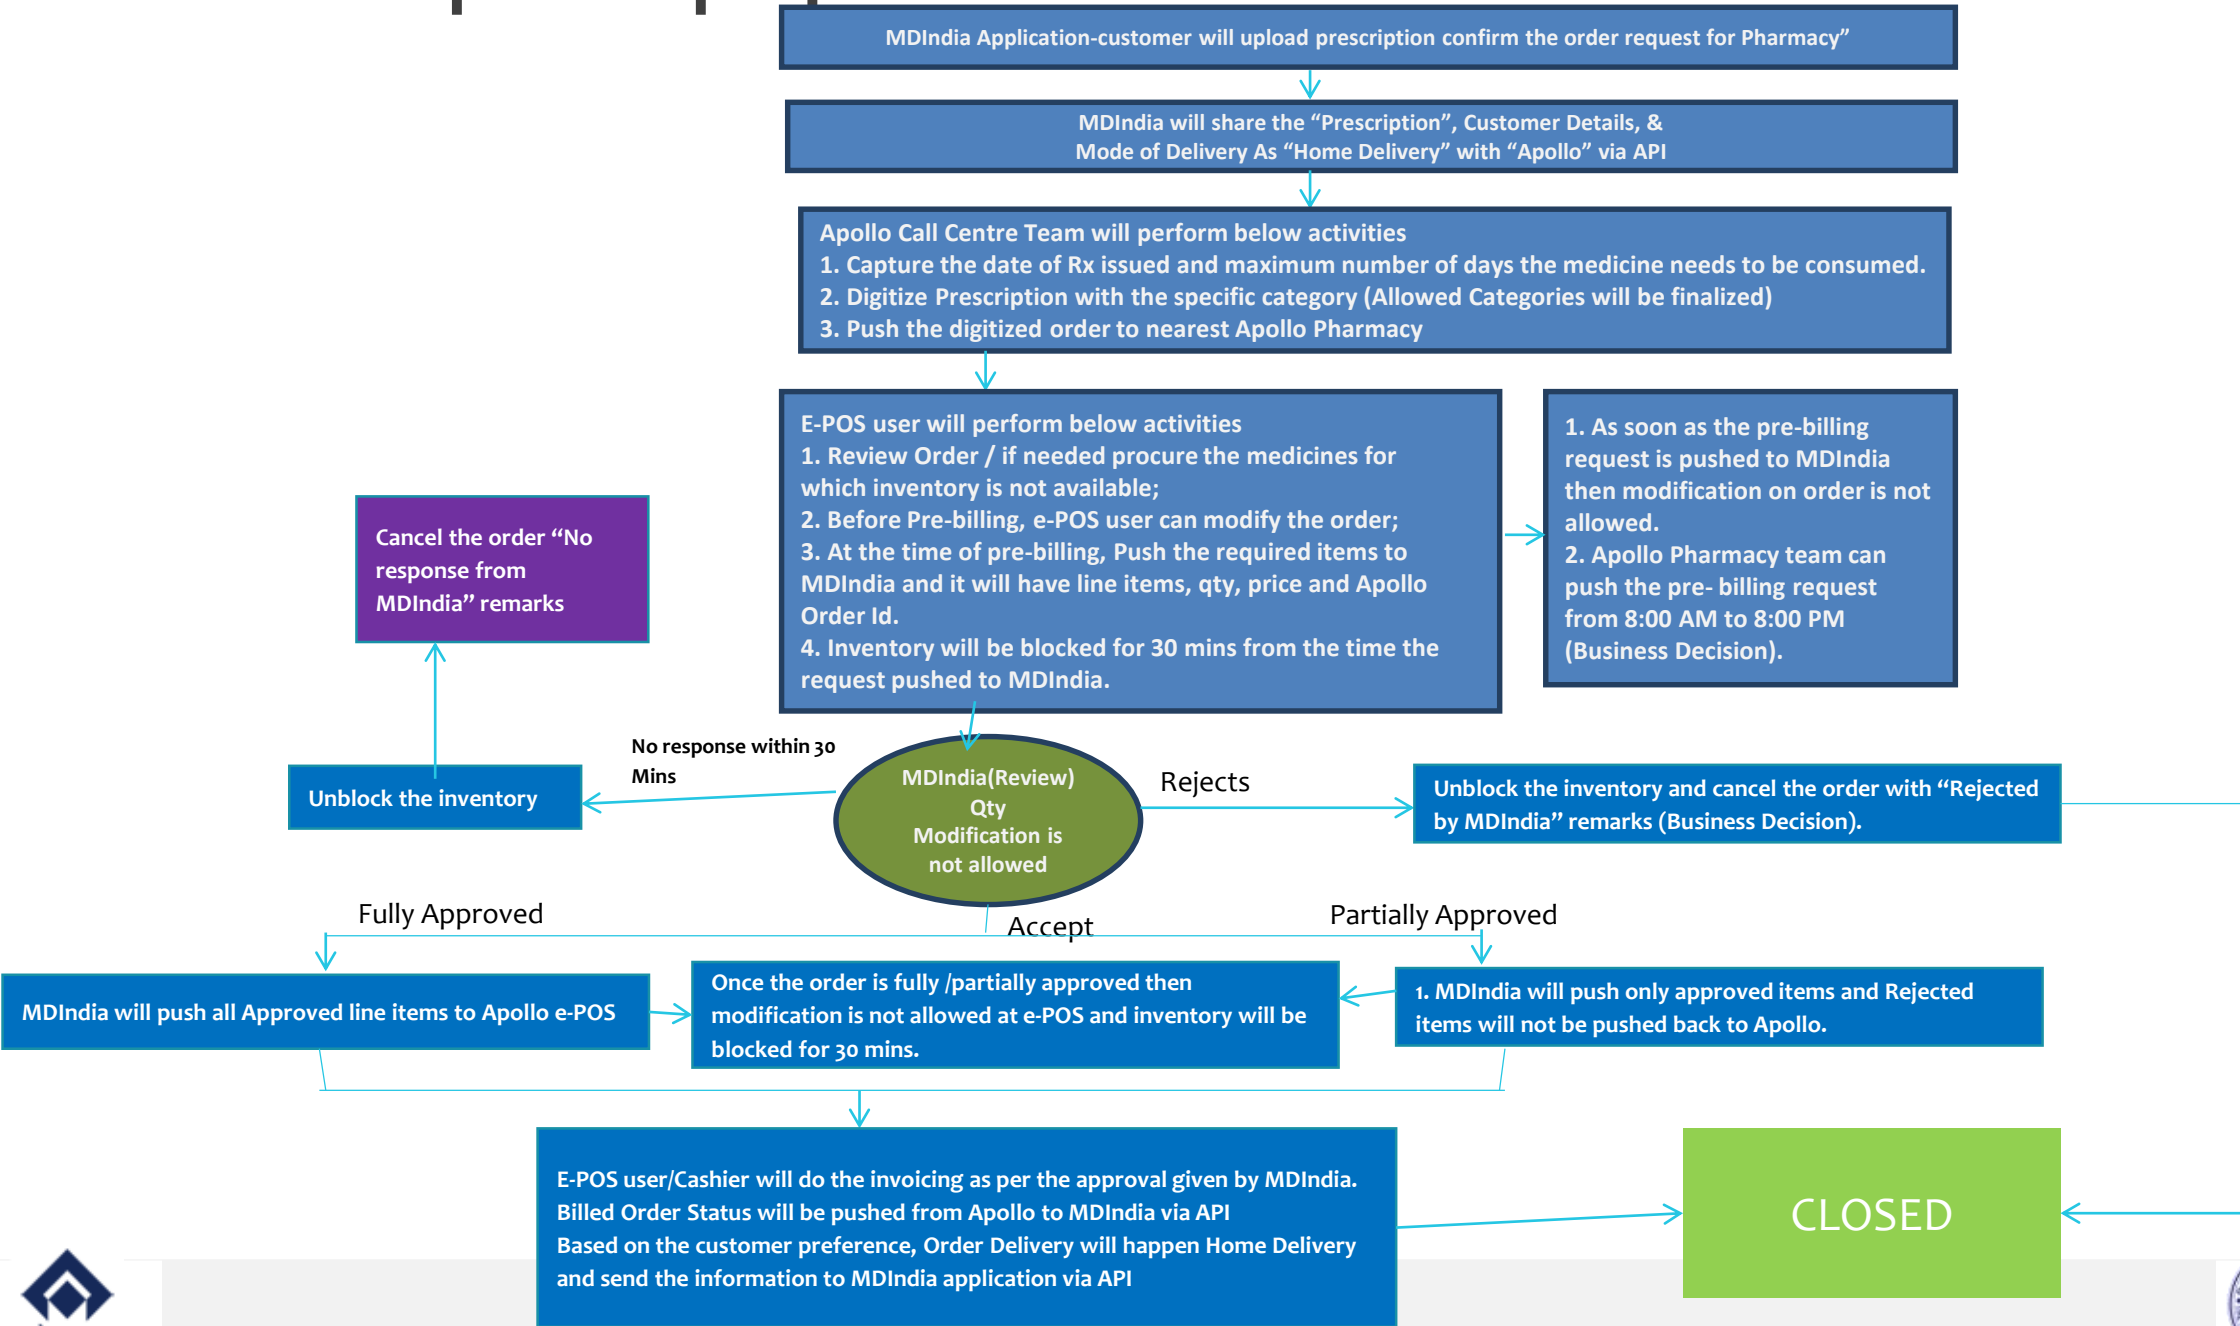 MDIndia Application-customer will upload prescription confirm the order request for Pharmacy”
MDIndia will share the “Prescription”, Customer Details, &
Mode of Delivery As “Home Delivery” with “Apollo” via API
Apollo Call Centre Team will perform below activities
1. Capture the date of Rx issued and maximum number of days the medicine needs to be consumed.
2. Digitize Prescription with the specific category (Allowed Categories will be finalized)
3. Push the digitized order to nearest Apollo Pharmacy
E-POS user will perform below activities
1. Review Order / if needed procure the medicines for
which inventory is not available;
2. Before Pre-billing, e-POS user can modify the order;
3. At the time of pre-billing, Push the required items to
MDIndia and it will have line items, qty, price and Apollo
Order Id.
4. Inventory will be blocked for 30 mins from the time the
request pushed to MDIndia.
1. As soon as the pre-billing
request is pushed to MDIndia
then modification on order is not
allowed.
2. Apollo Pharmacy team can
push the pre- billing request
from 8:00 AM to 8:00 PM
(Business Decision).
Cancel the order “No
response from
MDIndia” remarks
No response within 30
Mins
Unblock the inventory
MDIndia(Review)
Qty
Modification is
not allowed
Rejects
Unblock the inventory and cancel the order with “Rejected
by MDIndia” remarks (Business Decision).
Fully Approved
Accept
Partially Approved
MDIndia will push all Approved line items to Apollo e-POS
Once the order is fully /partially approved then
modification is not allowed at e-POS and inventory will be
blocked for 30 mins.
1. MDIndia will push only approved items and Rejected
items will not be pushed back to Apollo.
E-POS user/Cashier will do the invoicing as per the approval given by MDIndia.
Billed Order Status will be pushed from Apollo to MDIndia via API
Based on the customer preference, Order Delivery will happen Home Delivery
and send the information to MDIndia application via API
CLOSED